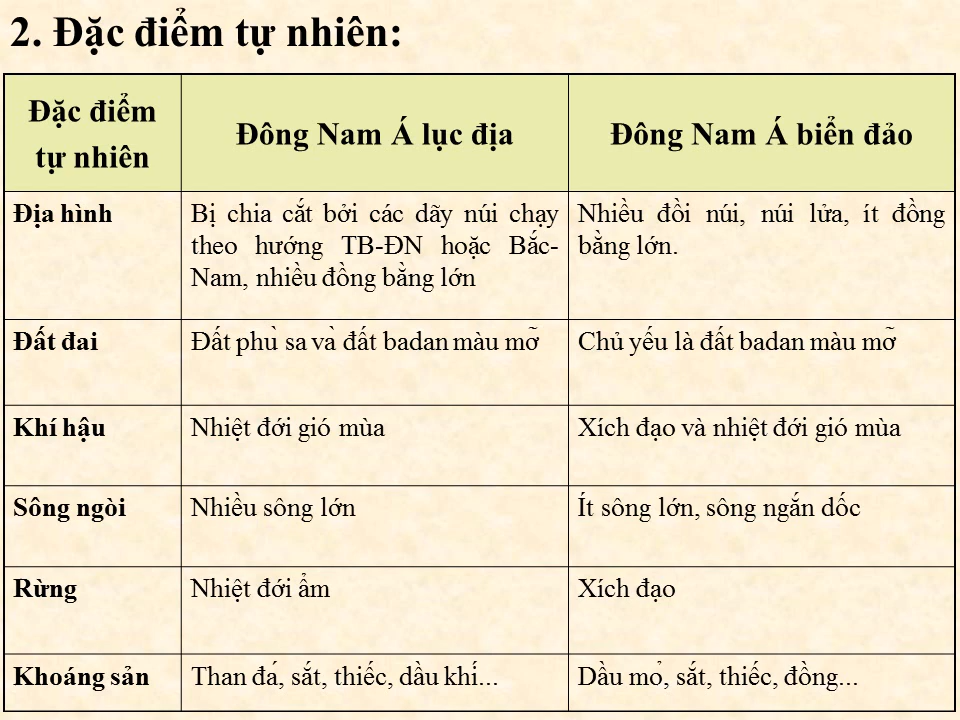 2. Đặc điểm tự nhiên:
Đặc điểm
tự nhiên
Đông Nam Á lục địa
Đông Nam Á biển đảo
Địa hình
Bị chia cắt bởi các dãy núi chạy
theo hướng TB-ĐN hoặc Bắc-
Nam, nhiều đồng bằng lớn
Nhiều đồi núi, núi lửa, ít đồng
bằng lớn.
Đất đai
Đất phù sa và đất badan màu mỡ
Chủ yếu là đất badan màu mỡ
Khí hậu
Nhiệt đới gió mùa
Xích đạo và nhiệt đới gió mùa
Sông ngòi
Nhiều sông lớn
Ít sông lớn, sông ngắn dốc
Rừng
Nhiệt đới ẩm
Xích đạo
Khoáng sản
Than đá, sắt, thiếc, dầu khí...
Dầu mỏ, sắt, thiếc, đồng...